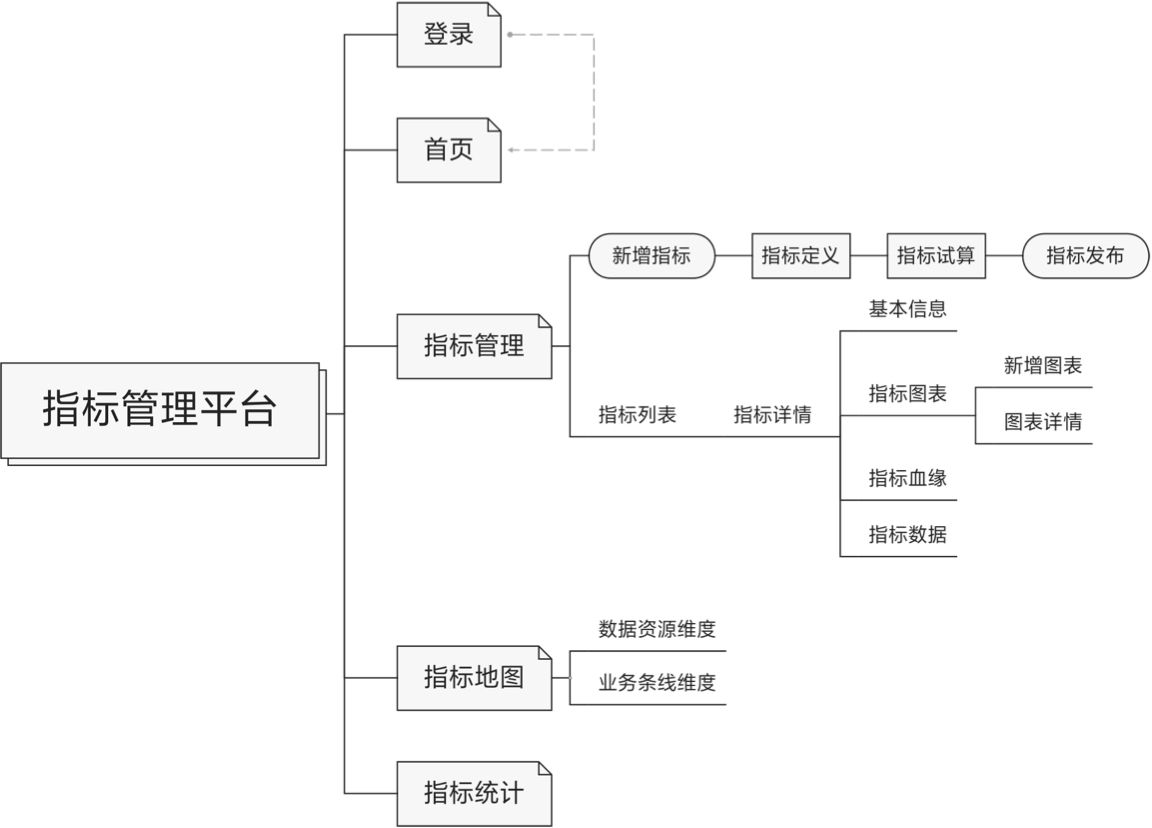 登录
首页
新增指标
指标定义
指标试算
指标发布
基本信息
指标管理
新增图表
指标图表
指标管理平台
指标列表
指标详情
图表详情
指标血缘
指标数据
数据资源维度
指标地图
业务条线维度
指标统计